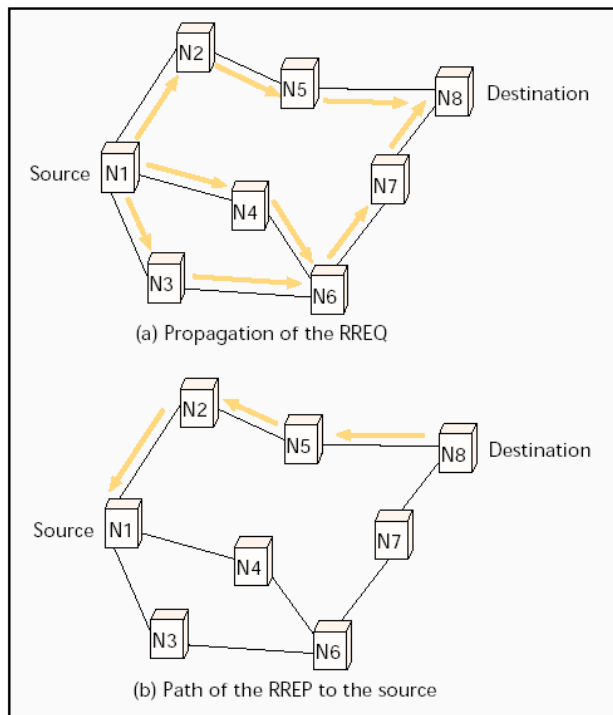 N2
N5
N8
Destination
Source
N1
N4
N7
N3
N6
(a) Propagation of the RREQ
N2
N5
N8
Destination
Source
N1
N4
N7
N3
N6
(b) Path of the RREP to the source